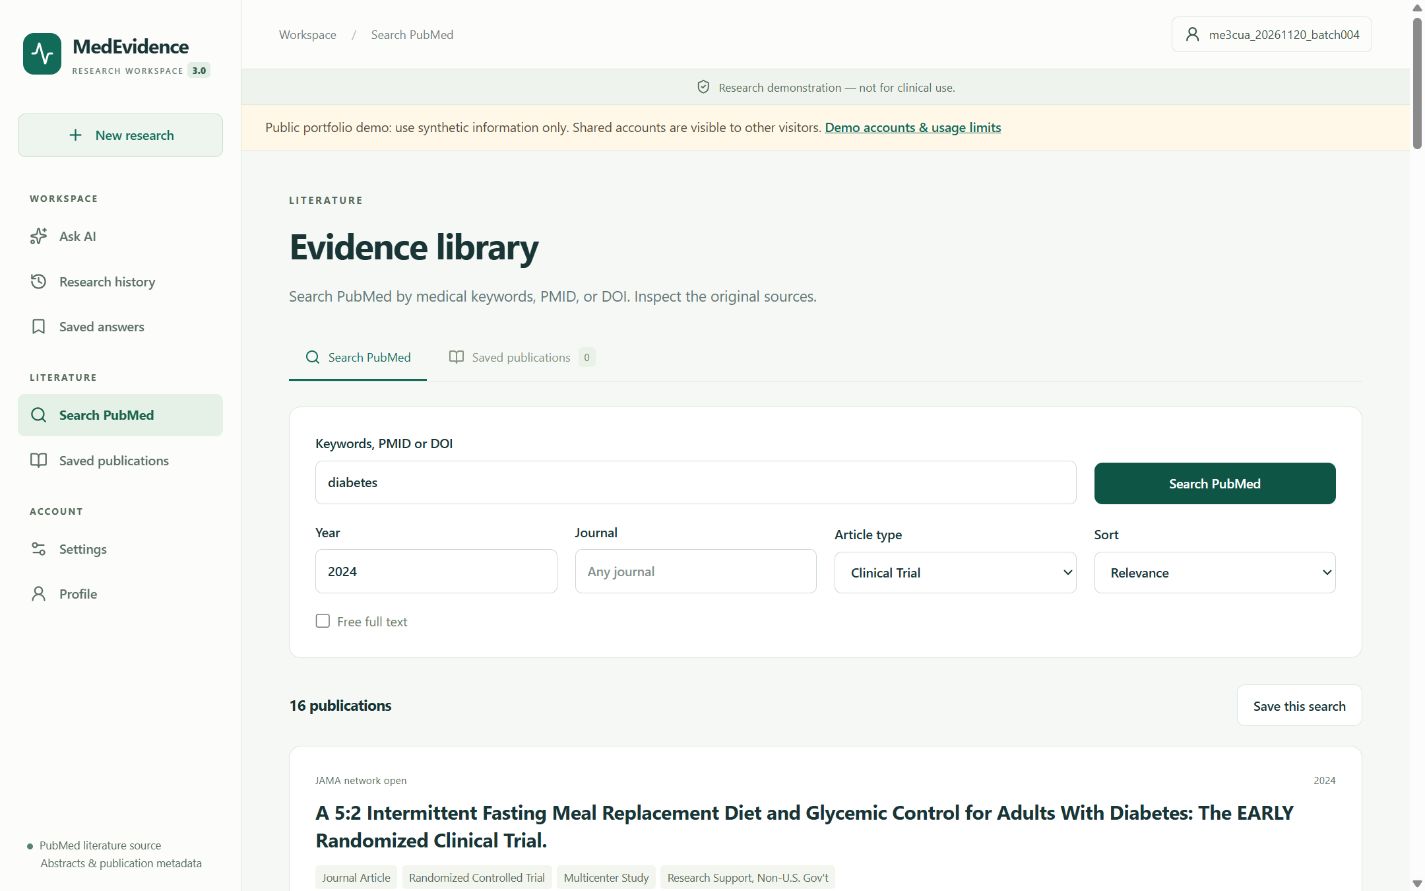 MedEvidence
RESEARCH WORKSPACE 3.0
New research
WORKSPACE
Ask AI
Research history
Saved answers
LITERATURE
Search PubMed
Saved publications
ACCOUNT
Settings
Profile
PubMed literature source
Abstracts & publication metadata
Workspace / Search PubMed
me3cua_20261120_batch004
Research demonstration — not for clinical use.
Public portfolio demo: use synthetic information only. Shared accounts are visible to other visitors. Demo accounts & usage limits
LITERATURE
Evidence library
Search PubMed by medical keywords, PMID, or DOI. Inspect the original sources.
Search PubMed
Saved publications 0
Keywords, PMID or DOI
diabetes
Search PubMed
Year
2024
Journal
Any journal
Article type
Clinical Trial
Sort
Relevance
Free full text
16 publications
Save this search
JAMA network open
2024
A 5:2 Intermittent Fasting Meal Replacement Diet and Glycemic Control for Adults With Diabetes: The EARLY
Randomized Clinical Trial.
Journal Article
Randomized Controlled Trial
Multicenter Study
Research Support, Non-U.S. Gov't